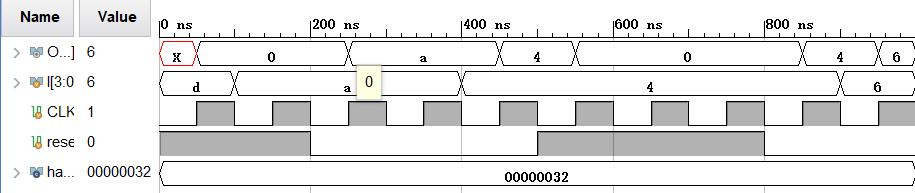 Name Value 0 ns 200 ns 400 ns 600 ns 800 ns
O...] 6 X 0 a 4 0 4 6
I[3:0 6 d a 0 4 6
CLK 1
rese 0
ha... 00000032 00000032